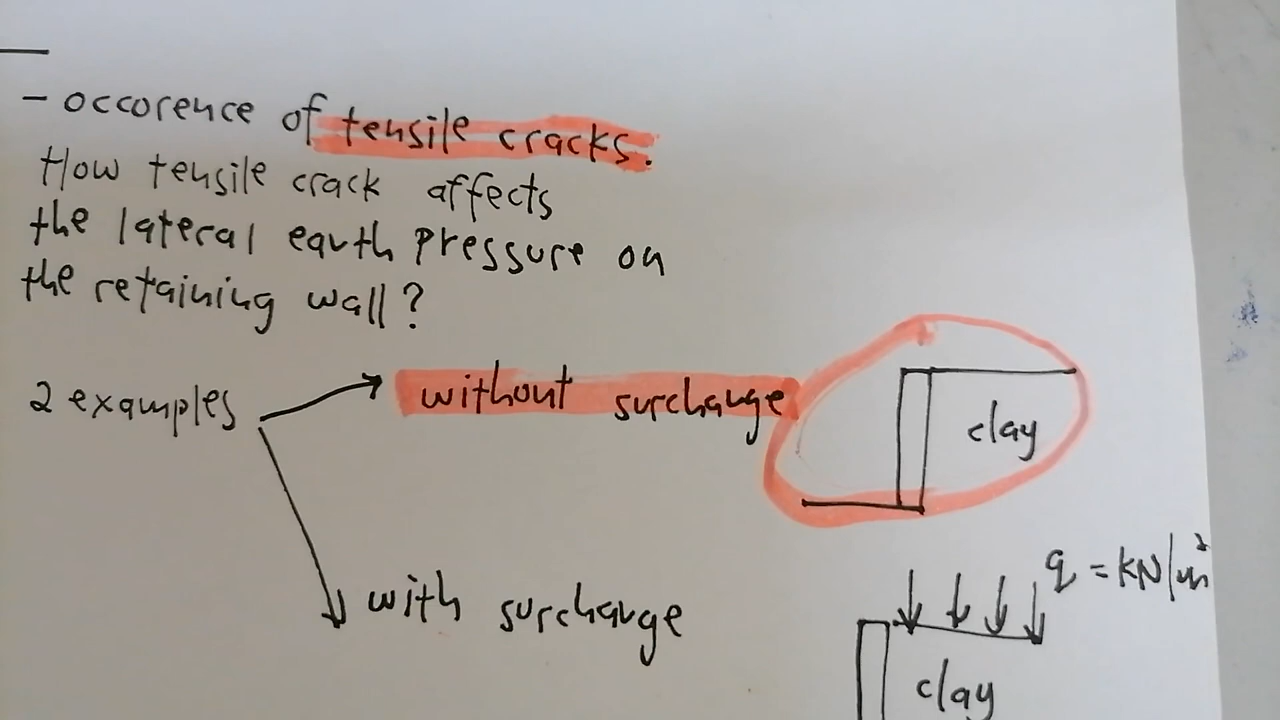 - occorence of tensile cracks.
How tensile crack affects
the lateral earth pressure on
the retaining wall?
2 examples
without surcharge
clay
with surcharge
q = kN/m²
clay